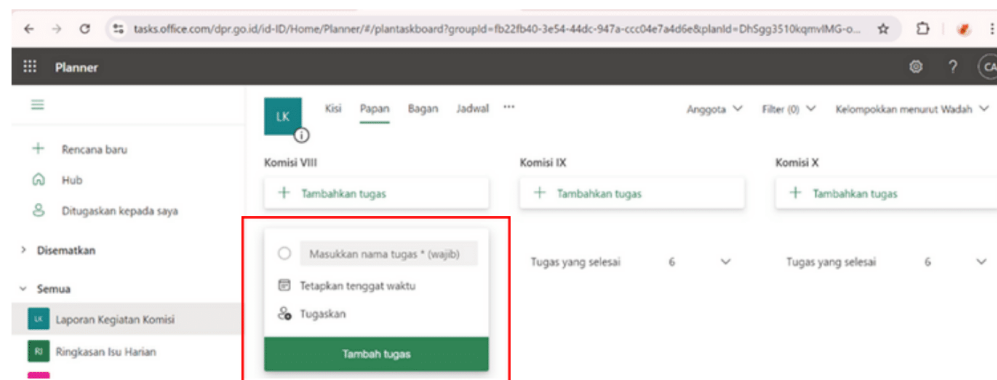 tasks.office.com/dpr.go.id/id-ID/Home/Planner/#/plantaskboard?groupId=fb22fb40-3e54-44dc-947a-ccc04e7a4d6e&planId=DhSgg3510kqmvIMG-o...
Planner
? CA
LK Kisi Papan Bagan Jadwal ... Anggota Filter (0) Kelompokkan menurut Wadah
Rencana baru
Hub
Ditugaskan kepada saya
Disematkan
Semua
LK Laporan Kegiatan Komisi
RI Ringkasan Isu Harian
Komisi VIII Komisi IX Komisi X
+ Tambahkan tugas + Tambahkan tugas + Tambahkan tugas
Masukkan nama tugas * (wajib)
Tetapkan tenggat waktu
Tugaskan
Tambah tugas
Tugas yang selesai 6 Tugas yang selesai 6